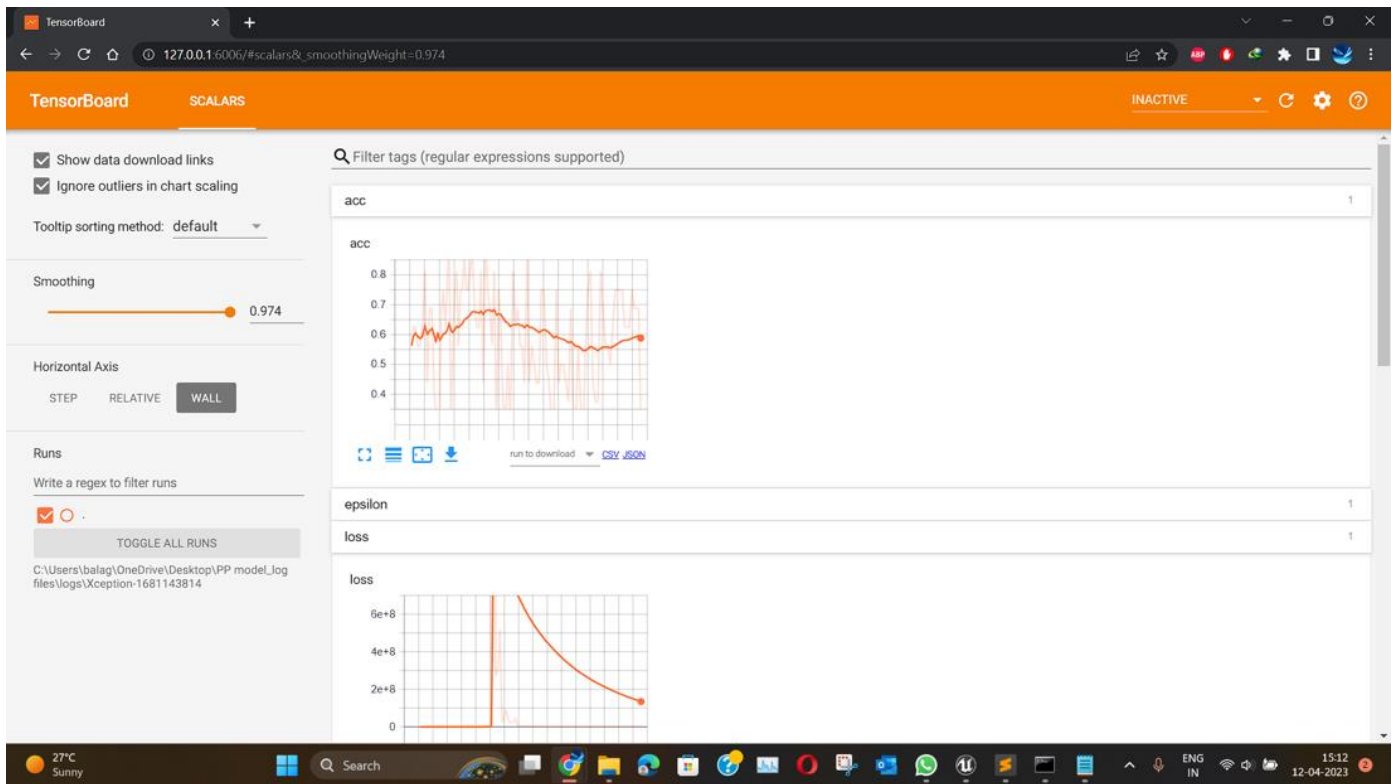 TensorBoard
127.0.0.1:6006/#scalars&_smoothingWeight=0.974
ABP
TensorBoard
SCALARS
INACTIVE
Show data download links
Ignore outliers in chart scaling
Tooltip sorting method: default
Smoothing
0.974
Horizontal Axis
STEP RELATIVE WALL
Runs
Write a regex to filter runs
.
TOGGLE ALL RUNS
C:\Users\balag\OneDrive\Desktop\PP model_log
files\logs\Xception-1681143814
Filter tags (regular expressions supported)
acc 1
acc
0.8
0.7
0.6
0.5
0.4
run to download CSV JSON
epsilon 1
loss 1
loss
6e+8
4e+8
2e+8
0
27°C
Sunny
Search
ENG
IN
15:12
12-04-2023
2